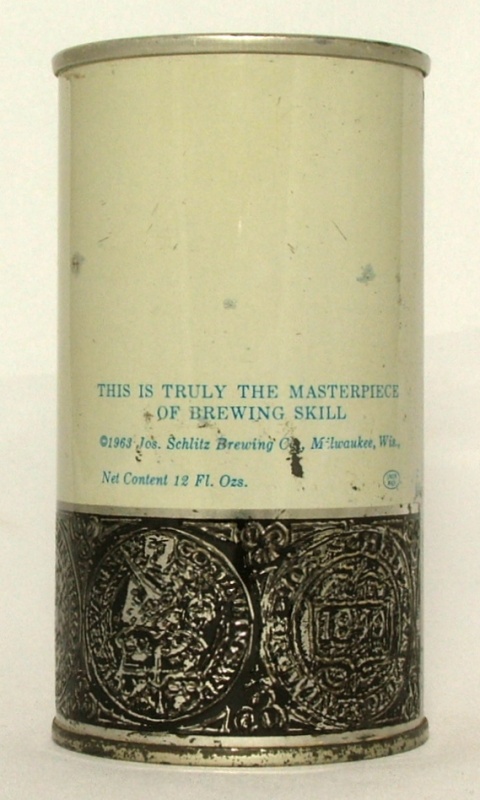 THIS IS TRULY THE MASTERPIECE
OF BREWING SKILL
©1963 Jos. Schlitz Brewing Co., Milwaukee, Wis.,
Net Content 12 Fl. Ozs.